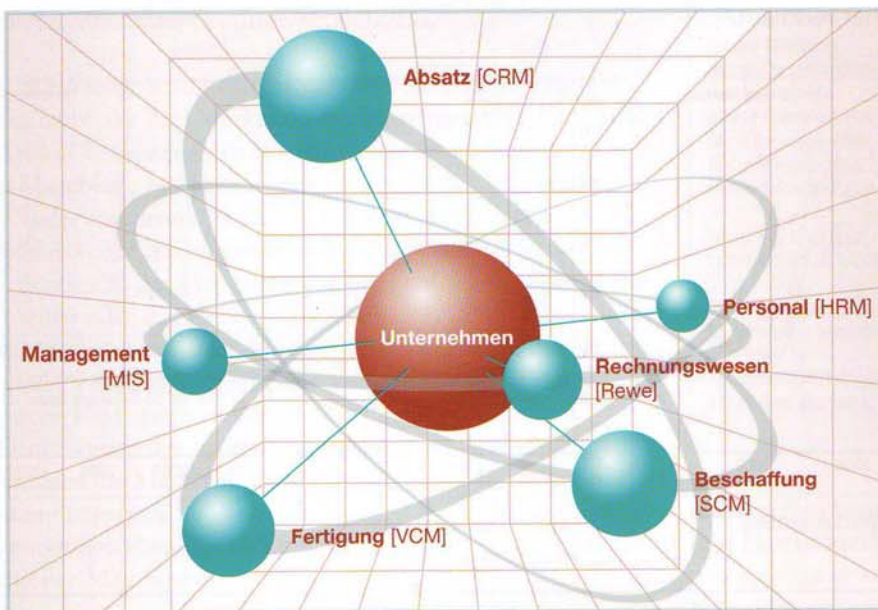 Absatz [CRM]
Unternehmen
Personal [HRM]
Management
[MIS]
Rechnungswesen
[Rewe]
Beschaffung
[SCM]
Fertigung [VCM]